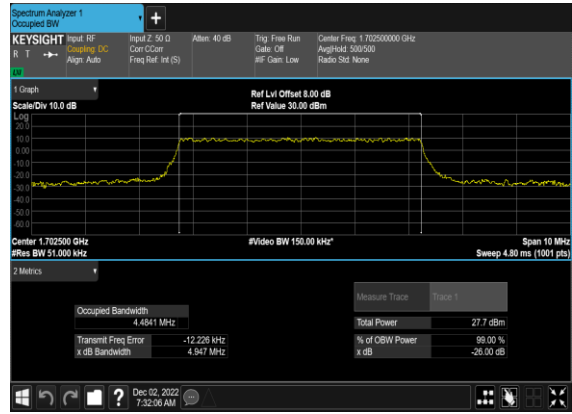 Spectrum Analyzer 1
Occupied BW
KEYSIGHT Input: RF Input Z: 50 Ω Atten: 40 dB Trig: Free Run Center Freq: 1.702500000 GHz
R T Coupling: DC Corr CCorr Gate: Off Avg|Hold: 500/500
Align: Auto Freq Ref: Int (S) #IF Gain: Low Radio Std: None
1 Graph
Ref Lvl Offset 8.00 dB
Scale/Div 10.0 dB Ref Value 30.00 dBm
Log
20.0
10.0
0.00
-10.0
-20.0
-30.0
-40.0
-50.0
-60.0
Center 1.702500 GHz #Video BW 150.00 kHz* Span 10 MHz
#Res BW 51.000 kHz Sweep 4.80 ms (1001 pts)
2 Metrics
Measure Trace Trace 1
Occupied Bandwidth
4.4841 MHz Total Power 27.7 dBm
Transmit Freq Error -12.226 kHz % of OBW Power 99.00 %
x dB Bandwidth 4.947 MHz x dB -26.00 dB
Dec 02, 2022
7:32:06 AM